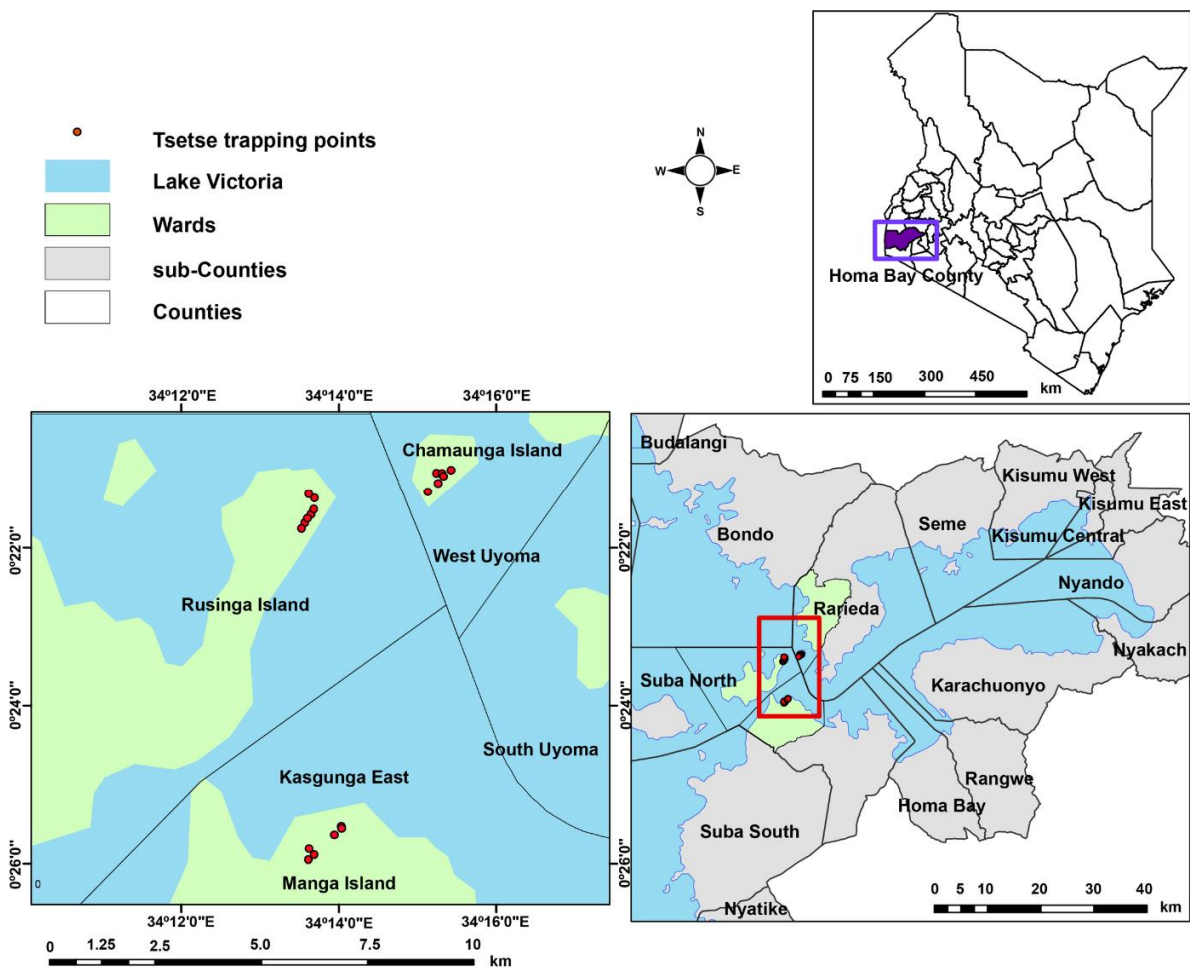 Tsetse trapping points
Lake Victoria
Wards
sub-Counties
Counties
N
W E
S
Homa Bay County
0 75 150 300 450
km
34°12'0"E 34°14'0"E 34°16'0"E
0°22'0"
0°24'0"
0°26'0"
Chamaunga Island
West Uyoma
Rusinga Island
South Uyoma
Kasgunga East
Manga Island
0
34°12'0"E 34°14'0"E 34°16'0"E
0 1.25 2.5 5.0 7.5 10
km
0°22'0"
0°24'0"
0°26'0"
Budalangi
Kisumu West
Kisumu East
Seme
Kisumu Central
Bondo
Nyando
Rarieda
Nyakach
Suba North
Karachuonyo
Rangwe
Homa Bay
Suba South
Nyatike
0 5 10 20 30 40
km